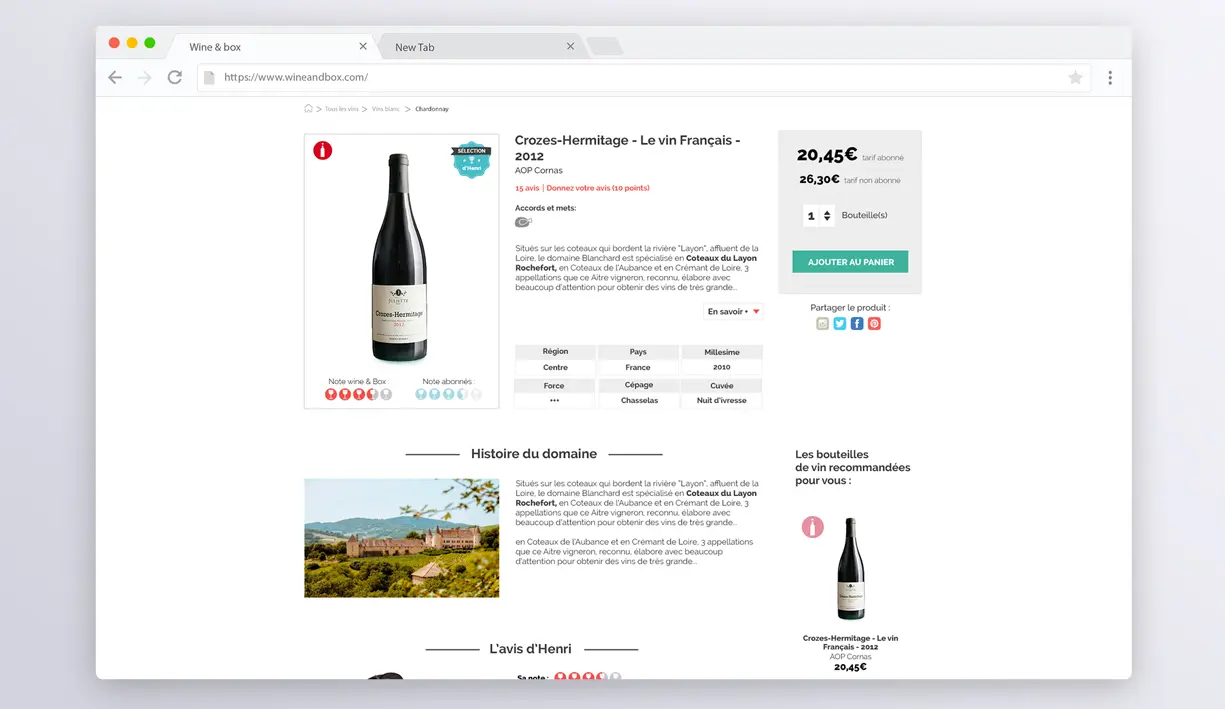 Wine & box
New Tab
https://www.wineandbox.com/
> Tous les vins > Vins blanc > Chardonnay
SÉLECTION
d'Henri
JULIETTE
Crozes-Hermitage
2012
Note wine & Box
Note abonnés :
Crozes-Hermitage - Le vin Français -
2012
AOP Cornas
15 avis | Donnez votre avis (10 points)
Accords et mets:
Situés sur les coteaux qui bordent la rivière "Layon", affluent de la
Loire, le domaine Blanchard est spécialisé en Coteaux du Layon
Rochefort, en Coteaux de l'Aubance et en Crémant de Loire, 3
appellations que ce Aitre vigneron, reconnu, élabore avec
beaucoup d'attention pour obtenir des vins de très grande...
En savoir +
Région Pays Millesime
Centre France 2010
Force Cépage Cuvée
••• Chasselas Nuit d'ivresse
20,45€ tarif abonné
26,30€ tarif non abonné
1 Bouteille(s)
AJOUTER AU PANIER
Partager le produit :
Histoire du domaine
Situés sur les coteaux qui bordent la rivière "Layon", affluent de la
Loire, le domaine Blanchard est spécialisé en Coteaux du Layon
Rochefort, en Coteaux de l'Aubance et en Crémant de Loire, 3
appellations que ce Aitre vigneron, reconnu, élabore avec
beaucoup d'attention pour obtenir des vins de très grande...
en Coteaux de l'Aubance et en Crémant de Loire, 3 appellations
que ce Aitre vigneron, reconnu, élabore avec beaucoup
d'attention pour obtenir des vins de très grande...
Les bouteilles
de vin recommandées
pour vous :
Crozes-Hermitage - Le vin
Français - 2012
AOP Cornas
20,45€
L'avis d'Henri
Sa note :